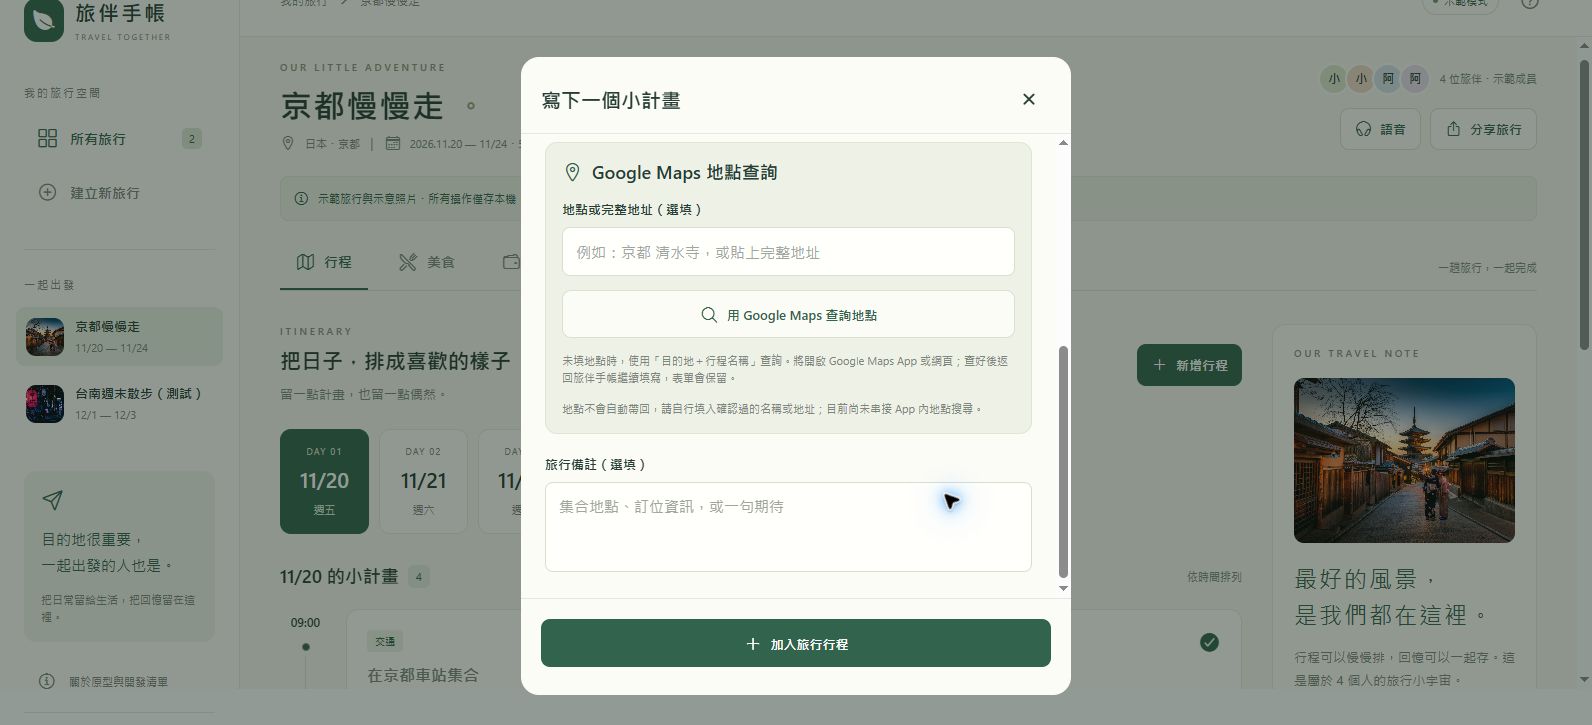 旅伴手帳
TRAVEL TOGETHER
我的旅行空間
所有旅行
2
建立新旅行
一起出發
京都慢慢走
11/20 — 11/24
台南週末散步（測試）
12/1 — 12/3
目的地很重要，
一起出發的人也是。
把日常留給生活，把回憶留在這
裡。
關於原型與開發清單
我的旅行
京都慢慢走
示範模式
OUR LITTLE ADVENTURE
京都慢慢走
日本 · 京都 | 2026.11.20 — 11/24 ·
小 小 阿 阿
4 位旅伴 · 示範成員
語音
分享旅行
示範旅行與示意照片 · 所有操作僅存本機
行程
美食
一趟旅行，一起完成
ITINERARY
把日子，排成喜歡的樣子
留一點計畫，也留一點偶然。
新增行程
DAY 01
11/20
週五
DAY 02
11/21
週六
11/20 的小計畫
4
依時間排列
09:00
交通
在京都車站集合
寫下一個小計畫
Google Maps 地點查詢
地點或完整地址（選填）
例如：京都 清水寺，或貼上完整地址
用 Google Maps 查詢地點
未填地點時，使用「目的地 + 行程名稱」查詢。將開啟 Google Maps App 或網頁；查好後返
回旅伴手帳繼續填寫，表單會保留。
地點不會自動帶回，請自行填入確認過的名稱或地址；目前尚未串接 App 內地點搜尋。
旅行備註（選填）
集合地點、訂位資訊，或一句期待
加入旅行行程
OUR TRAVEL NOTE
最好的風景，
是我們都在這裡。
行程可以慢慢排，回憶可以一起存。這
是屬於 4 個人的旅行小宇宙。